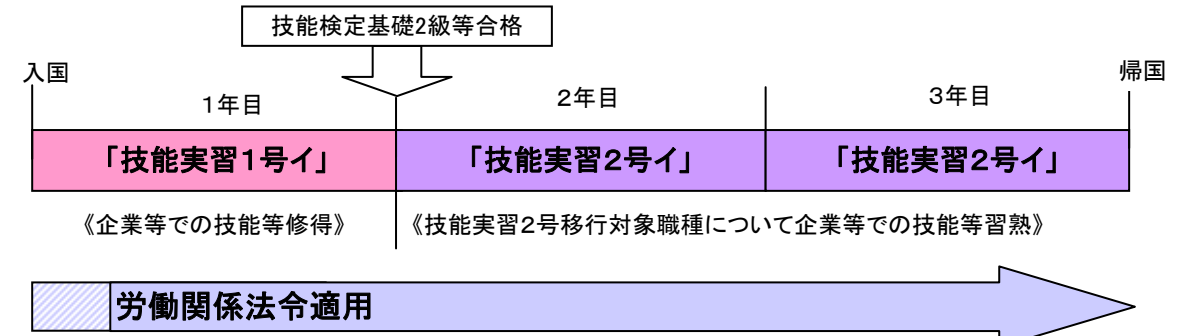 技能検定基礎2級等合格
入国
帰国
1年目
2年目
3年目
「技能実習1号イ」
「技能実習2号イ」
「技能実習2号イ」
《企業等での技能等修得》
《技能実習2号移行対象職種について企業等での技能等習熟》
労働関係法令適用